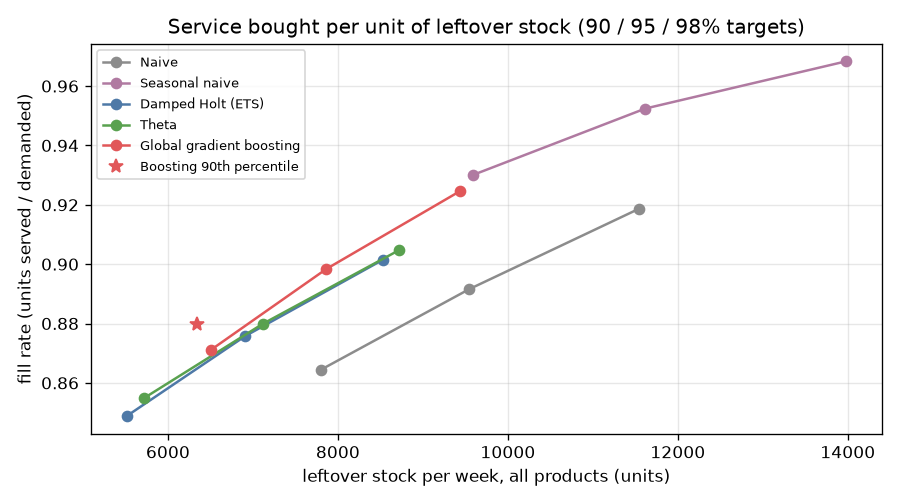 Service bought per unit of leftover stock (90 / 95 / 98% targets)
Naive
Seasonal naive
Damped Holt (ETS)
Theta
Global gradient boosting
Boosting 90th percentile
fill rate (units served / demanded)
0.96
0.94
0.92
0.90
0.88
0.86
6000 8000 10000 12000 14000
leftover stock per week, all products (units)